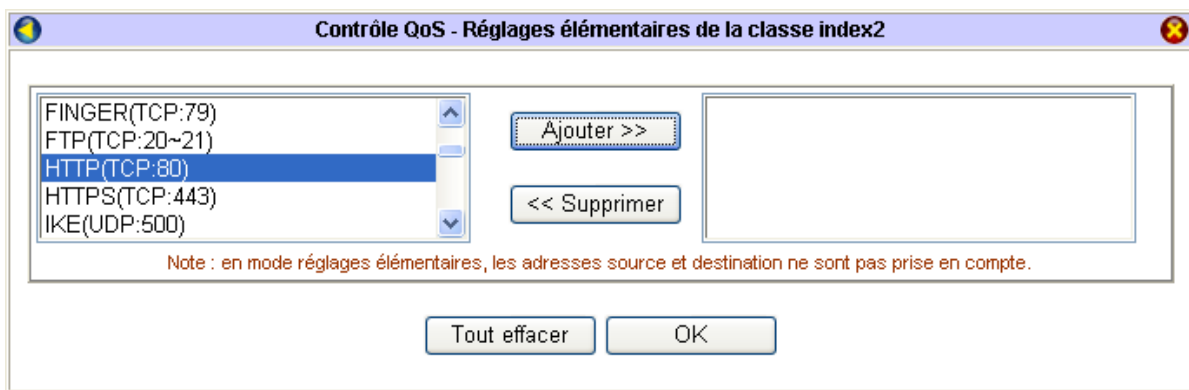 Contrôle QoS - Réglages élémentaires de la classe index2
FINGER(TCP:79)
FTP(TCP:20~21)
HTTP(TCP:80)
HTTPS(TCP:443)
IKE(UDP:500)
Ajouter >>
<< Supprimer
Note : en mode réglages élémentaires, les adresses source et destination ne sont pas prise en compte.
Tout effacer
OK